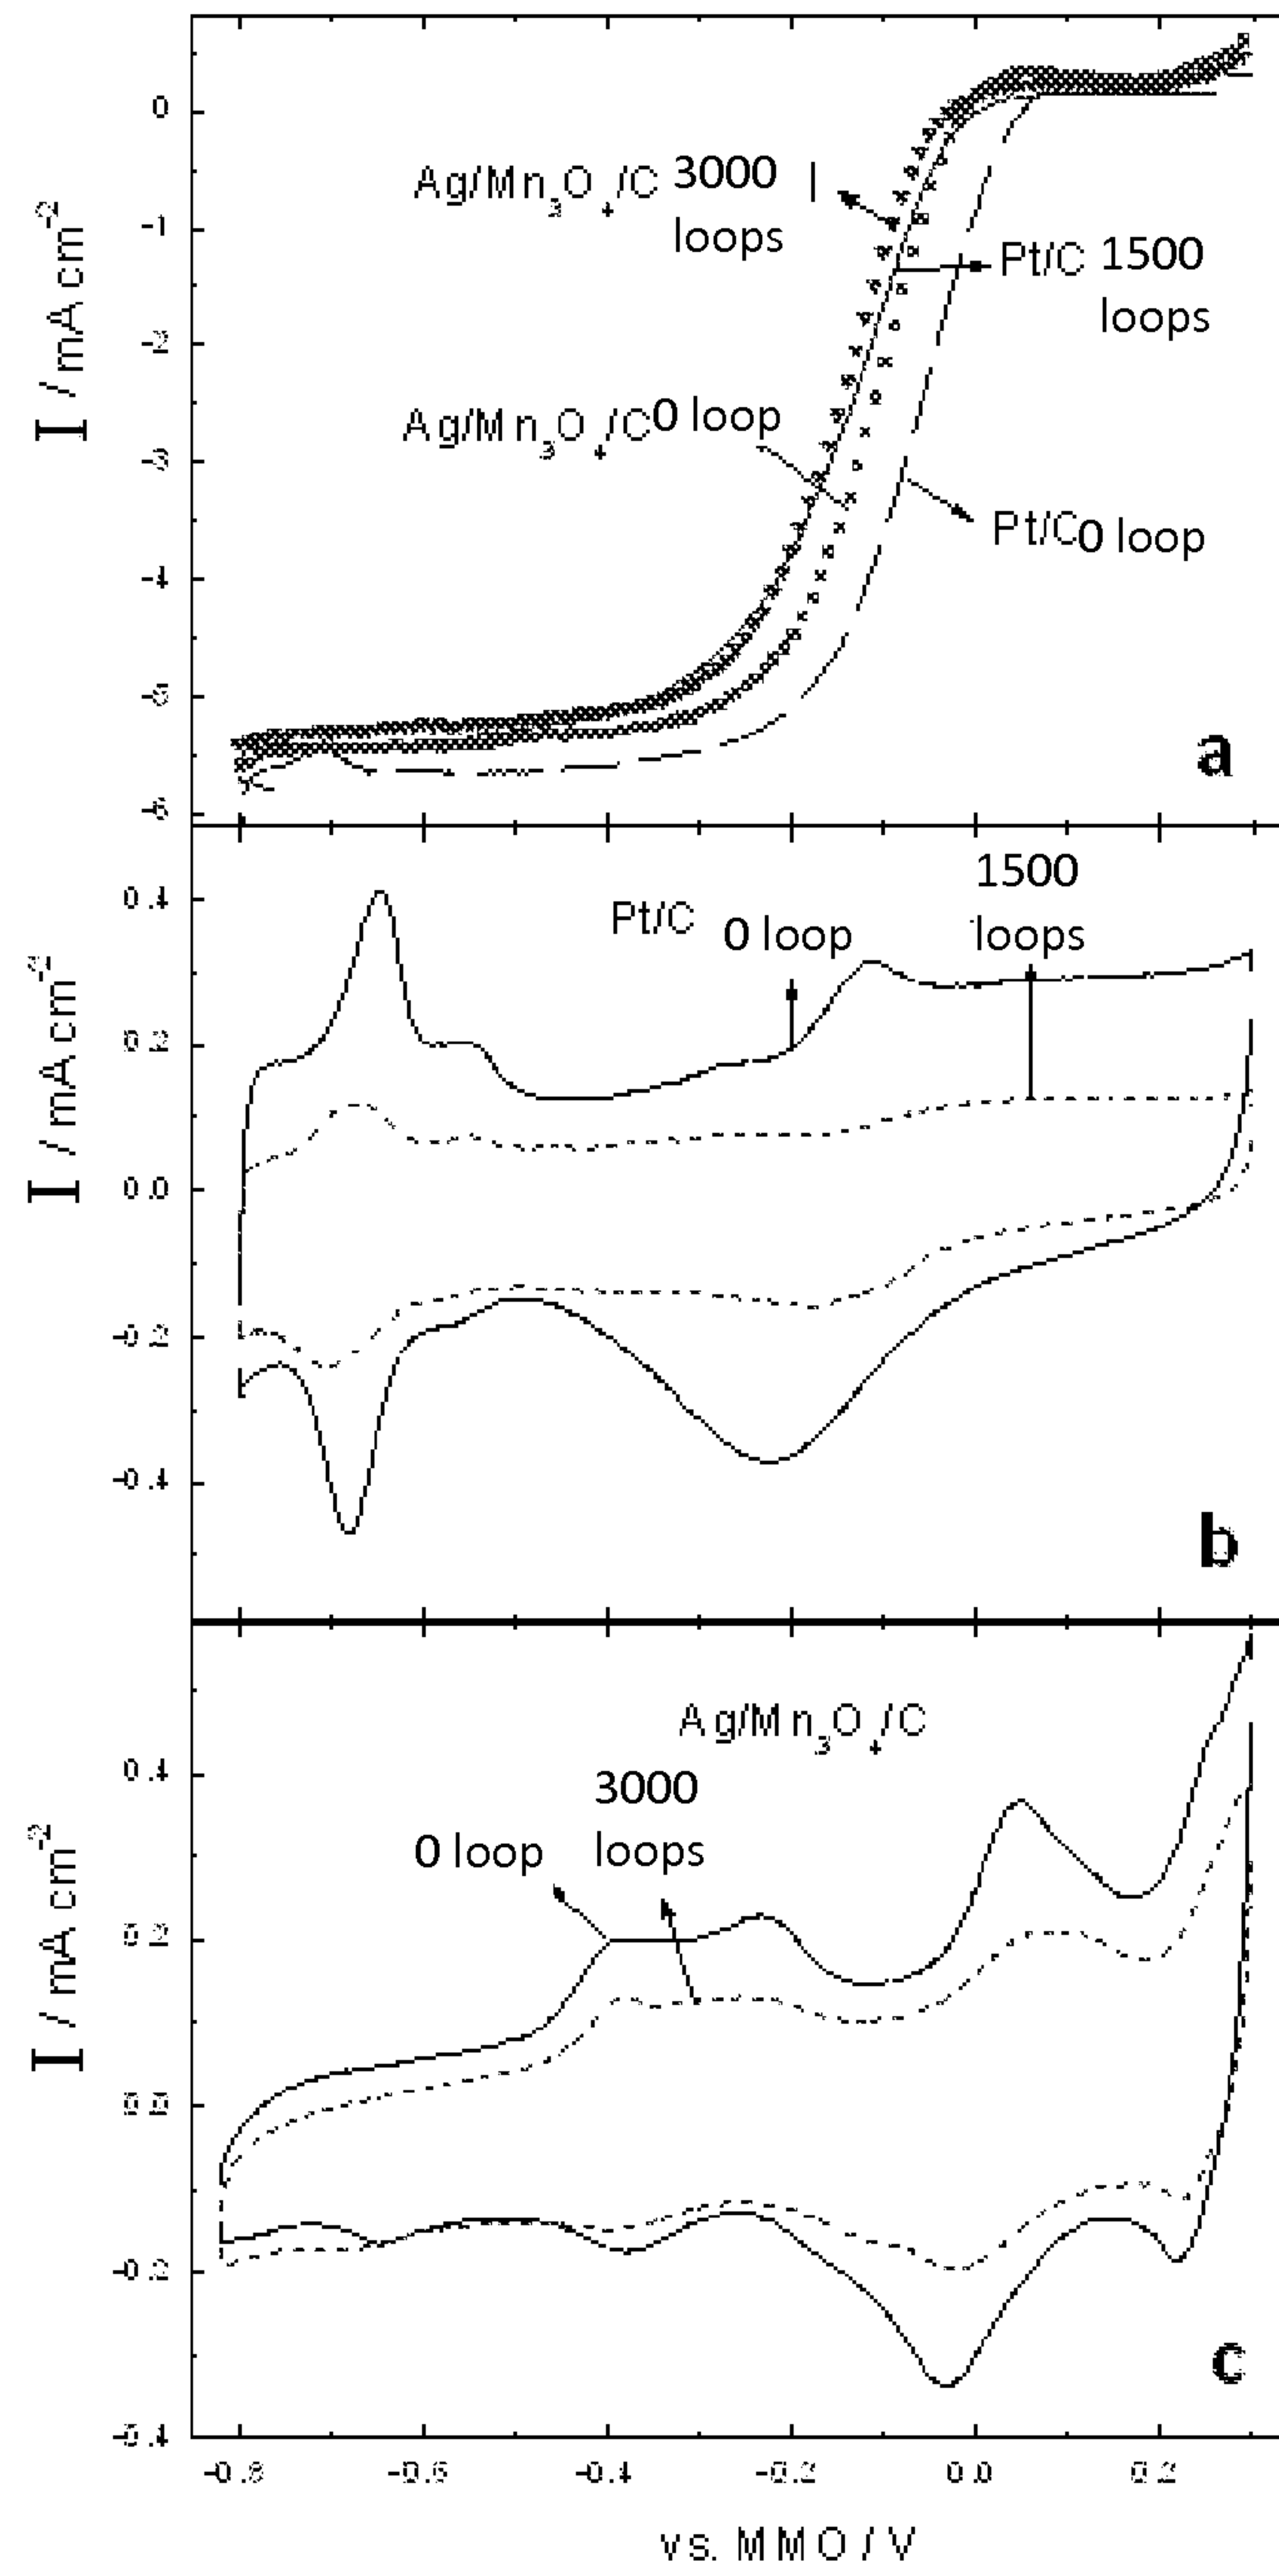 0
-1
-2
-3
-4
-5
-6
I / mA cm-2
Ag/Mn3O4/C 3000
loops
Pt/C 1500
loops
Ag/Mn3O4/C 0 loop
Pt/C 0 loop
a
0.4
0.2
0.0
-0.2
-0.4
I / mA cm-2
Pt/C
0 loop
1500
loops
b
0.4
0.2
0.0
-0.2
-0.4
I / mA cm-2
Ag/Mn3O4/C
3000
0 loop
loops
c
-0.8 -0.6 -0.4 -0.2 0.0 0.2
vs. MMO / V